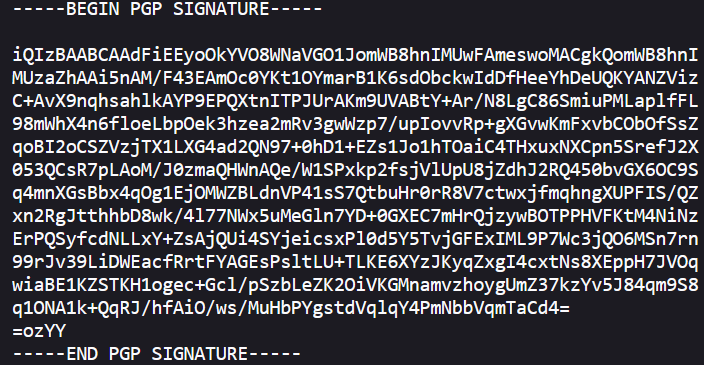 -----BEGIN PGP SIGNATURE-----

iQIzBAABCAAdFiEEyoOkYVO8WNaVGO1JomWB8hnIMUwFAmeswoMACgkQomWB8hnI
MUzaZhAAi5nAM/F43EAmOc0YKt1OYmarB1K6sdObckwIdDfHeeYhDeUQKYANZViz
C+AvX9nqhsahlkAYP9EPQXtnITPJUrAKm9UVABtY+Ar/N8LgC86SmiuPMLaplfFL
98mWhX4n6floeLbpOek3hzea2mRv3gwWzp7/upIovvRp+gXGvwKmFxvbCObOfSsZ
qoBI2oCSZVzjTX1LXG4ad2QN97+0hD1+EZs1Jo1hTOaiC4THxuxNXCpn5SrefJ2X
053QCsR7pLAoM/J0zmaQHWnAQe/W1SPxkp2fsjVlUpU8jZdhJ2RQ450bvGX6OC9S
q4mnXGsBbx4qOg1EjOMWZBLdnVP41sS7QtbuHr0rR8V7ctwxjfmqhngXUPFIS/QZ
xn2RgJtthhbD8wk/4l77NWx5uMeGln7YD+0GXEC7mHrQjzywBOTPPHVFKtM4NiNz
ErPQSyfcdNLLxY+ZsAjQUi4SYjeicsxPl0d5Y5TvjGFExIML9P7Wc3jQO6MSn7rn
99rJv39LiDWEacfRrtFYAGEsPsltLU+TLKE6XYzJKyqZxgI4cxtNs8XEppH7JVOq
wiaBE1KZSTKH1ogec+Gcl/pSzbLeZK2OiVKGMnamvzhoygUmZ37kzYv5J84qm9S8
q1ONA1k+QqRJ/hfAiO/ws/MuHbPYgstdVqlqY4PmNbbVqmTaCd4=
=ozYY
-----END PGP SIGNATURE-----